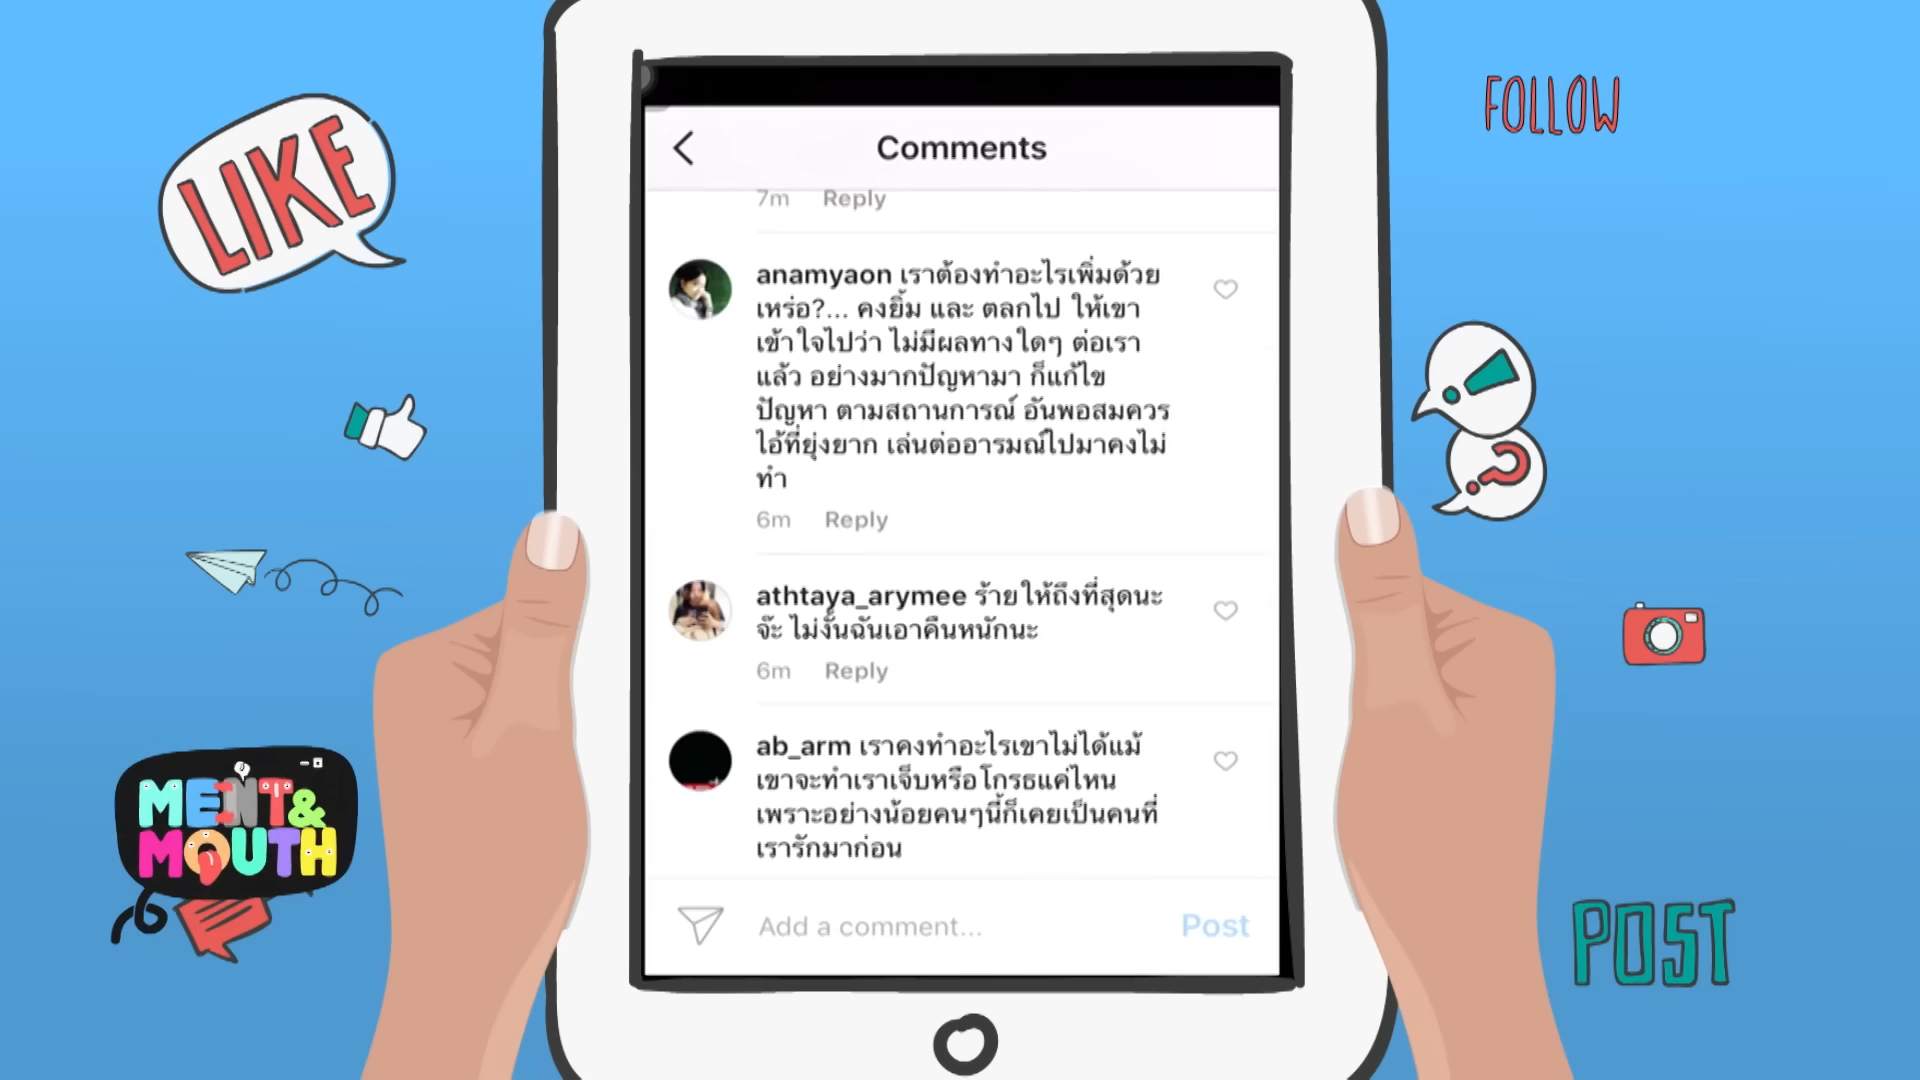 LIKE
FOLLOW
Comments
7m Reply
anamyaon เราต้องทำอะไรเพิ่มด้วย
เหร่อ?... คงยิ้ม และ ตลกไป ให้เขา
เข้าใจไปว่า ไม่มีผลทางใดๆ ต่อเรา
แล้ว อย่างมากปัญหามา ก็แก้ไข
ปัญหา ตามสถานการณ์ อันพอสมควร
ไอ้ที่ยุ่งยาก เล่นต่ออารมณ์ไปมาคงไม่
ทำ
6m Reply
athtaya_arymee ร้ายให้ถึงที่สุดนะ
จ๊ะ ไม่งั้นฉันเอาคืนหนักนะ
6m Reply
ab_arm เราคงทำอะไรเขาไม่ได้แม้
เขาจะทำเราเจ็บหรือโกรธแค่ไหน
เพราะอย่างน้อยคนๆนี้ก็เคยเป็นคนที่
เรารักมาก่อน
Add a comment... Post
MENT&
MOUTH
POST